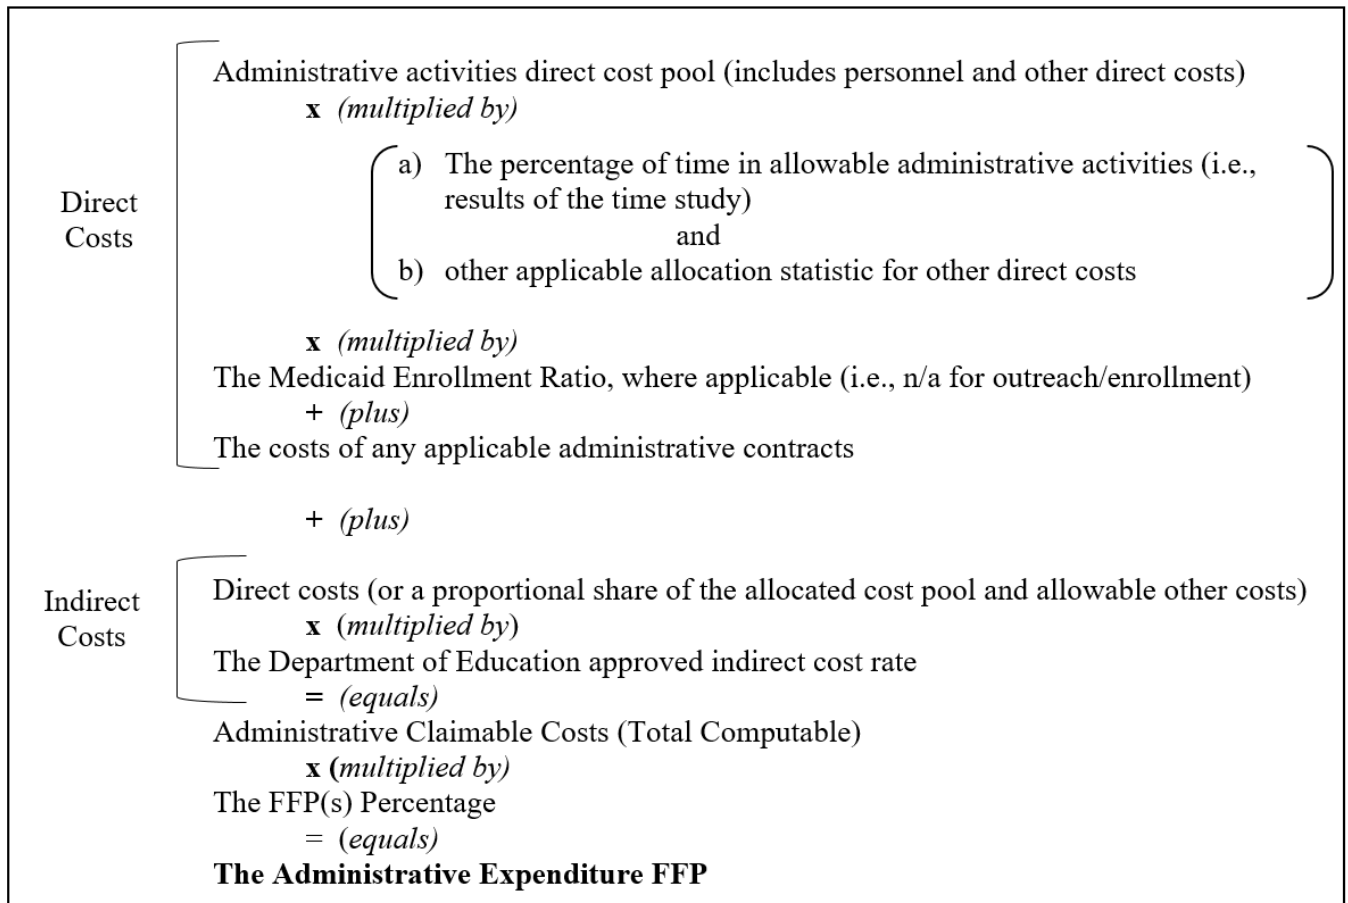 Administrative activities direct cost pool (includes personnel and other direct costs)
x (multiplied by)
a) The percentage of time in allowable administrative activities (i.e.,
results of the time study)
and
b) other applicable allocation statistic for other direct costs
Direct
Costs
x (multiplied by)
The Medicaid Enrollment Ratio, where applicable (i.e., n/a for outreach/enrollment)
+ (plus)
The costs of any applicable administrative contracts
+ (plus)
Indirect
Costs
Direct costs (or a proportional share of the allocated cost pool and allowable other costs)
x (multiplied by)
The Department of Education approved indirect cost rate
= (equals)
Administrative Claimable Costs (Total Computable)
x (multiplied by)
The FFP(s) Percentage
= (equals)
The Administrative Expenditure FFP